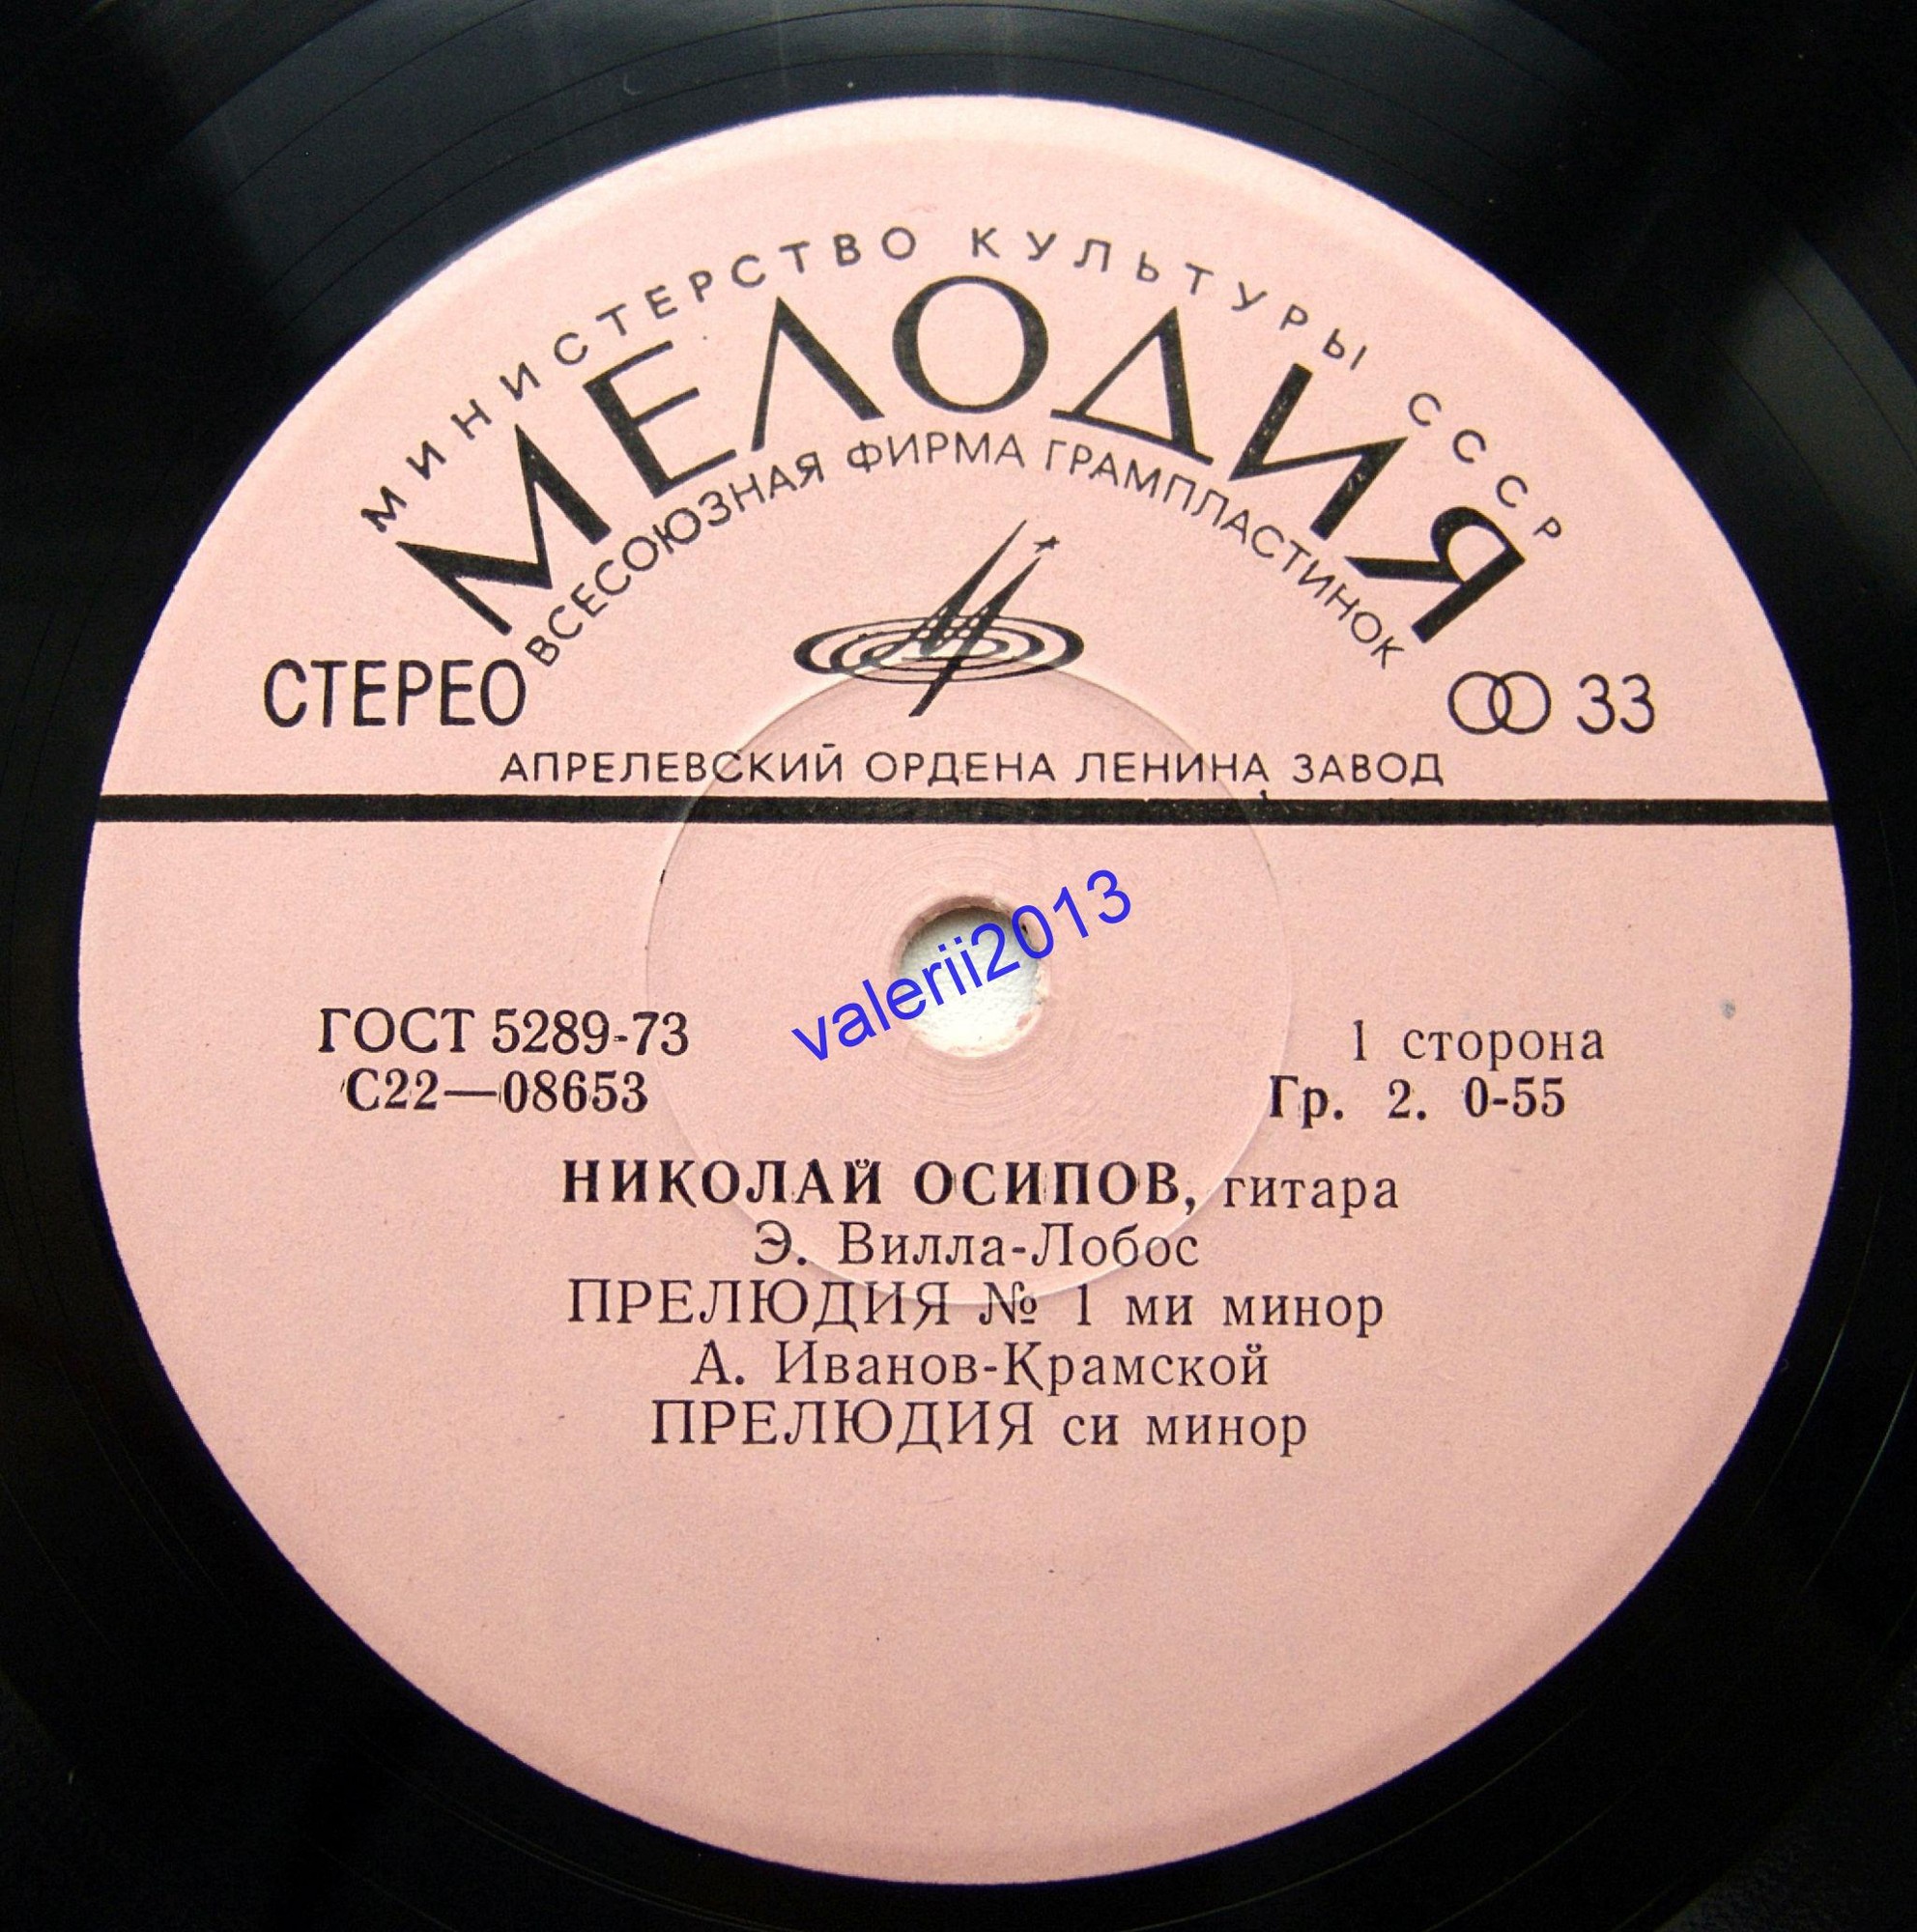 МИНИСТЕРСТВО КУЛЬТУРЫ СССР
МЕЛОДИЯ
ВСЕСОЮЗНАЯ ФИРМА ГРАМПЛАСТИНОК
СТЕРЕО
33
АПРЕЛЕВСКИЙ ОРДЕНА ЛЕНИНА ЗАВОД
valerii2013
ГОСТ 5289-73
1 сторона
С22—08653
Гр. 2. 0-55
НИКОЛАЙ ОСИПОВ, гитара
Э. Вилла-Лобос
ПРЕЛЮДИЯ № 1 ми минор
А. Иванов-Крамской
ПРЕЛЮДИЯ си минор